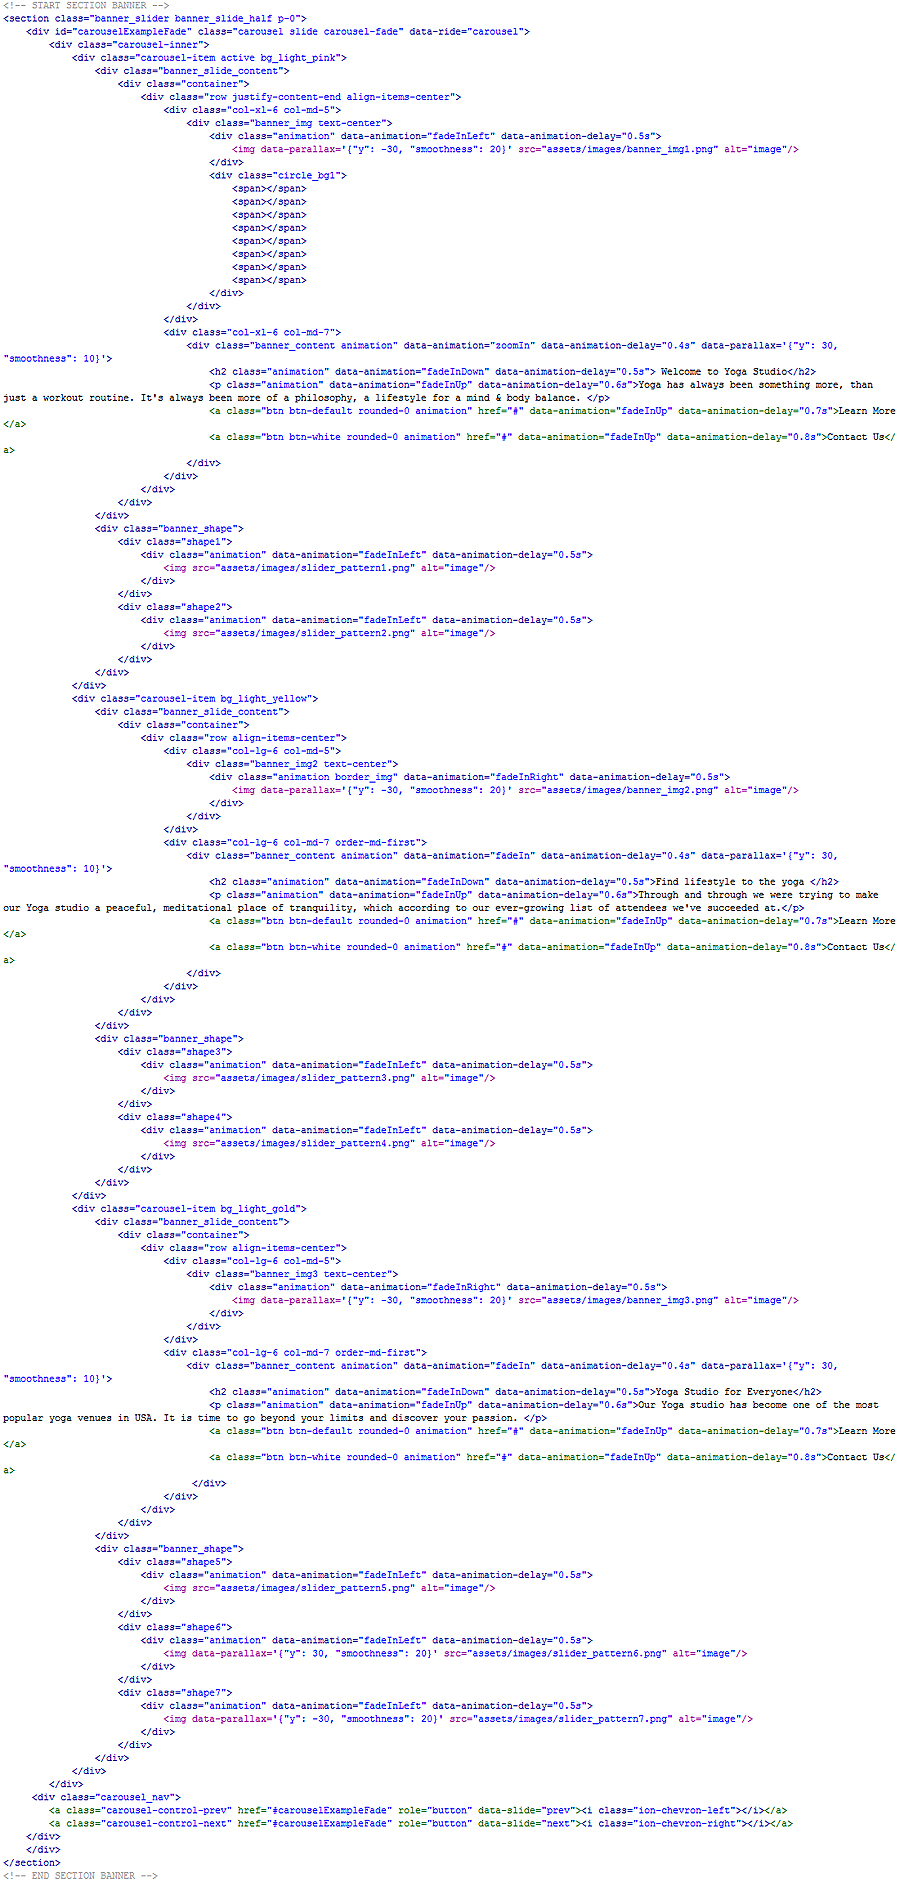 <!-- START SECTION BANNER -->
<section class="banner_slider banner_slide_half p-0">
<div id="carouselExampleFade" class="carousel slide carousel-fade" data-ride="carousel">
<div class="carousel-inner">
<div class="carousel-item active bg_light_pink">
<div class="banner_slide_content">
<div class="container">
<div class="row justify-content-end align-items-center">
<div class="col-xl-6 col-md-5">
<div class="banner_img text-center">
<div class="animation" data-animation="fadeInLeft" data-animation-delay="0.5s">
<img data-parallax='{"y": -30, "smoothness": 20}' src="assets/images/banner_img1.png" alt="image"/>
</div>
<div class="circle_bg1">
<span></span>
<span></span>
<span></span>
<span></span>
<span></span>
<span></span>
<span></span>
<span></span>
</div>
</div>
</div>
<div class="col-xl-6 col-md-7">
<div class="banner_content animation" data-animation="zoomIn" data-animation-delay="0.4s" data-parallax='{"y": 30,
"smoothness": 10}'>
<h2 class="animation" data-animation="fadeInDown" data-animation-delay="0.5s"> Welcome to Yoga Studio</h2>
<p class="animation" data-animation="fadeInUp" data-animation-delay="0.6s">Yoga has always been something more, than
just a workout routine. It's always been more of a philosophy, a lifestyle for a mind & body balance. </p>
<a class="btn btn-default rounded-0 animation" href="#" data-animation="fadeInUp" data-animation-delay="0.7s">Learn More
</a>
<a class="btn btn-white rounded-0 animation" href="#" data-animation="fadeInUp" data-animation-delay="0.8s">Contact Us</
a>
</div>
</div>
</div>
</div>
</div>
<div class="banner_shape">
<div class="shape1">
<div class="animation" data-animation="fadeInLeft" data-animation-delay="0.5s">
<img src="assets/images/slider_pattern1.png" alt="image"/>
</div>
</div>
<div class="shape2">
<div class="animation" data-animation="fadeInLeft" data-animation-delay="0.5s">
<img src="assets/images/slider_pattern2.png" alt="image"/>
</div>
</div>
</div>
</div>
<div class="carousel-item bg_light_yellow">
<div class="banner_slide_content">
<div class="container">
<div class="row align-items-center">
<div class="col-lg-6 col-md-5">
<div class="banner_img2 text-center">
<div class="animation border_img" data-animation="fadeInRight" data-animation-delay="0.5s">
<img data-parallax='{"y": -30, "smoothness": 20}' src="assets/images/banner_img2.png" alt="image"/>
</div>
</div>
</div>
<div class="col-lg-6 col-md-7 order-md-first">
<div class="banner_content animation" data-animation="fadeIn" data-animation-delay="0.4s" data-parallax='{"y": 30,
"smoothness": 10}'>
<h2 class="animation" data-animation="fadeInDown" data-animation-delay="0.5s">Find lifestyle to the yoga </h2>
<p class="animation" data-animation="fadeInUp" data-animation-delay="0.6s">Through and through we were trying to make
our Yoga studio a peaceful, meditational place of tranquility, which according to our ever-growing list of attendees we've succeeded at.</p>
<a class="btn btn-default rounded-0 animation" href="#" data-animation="fadeInUp" data-animation-delay="0.7s">Learn More
</a>
<a class="btn btn-white rounded-0 animation" href="#" data-animation="fadeInUp" data-animation-delay="0.8s">Contact Us</
a>
</div>
</div>
</div>
</div>
</div>
<div class="banner_shape">
<div class="shape3">
<div class="animation" data-animation="fadeInLeft" data-animation-delay="0.5s">
<img src="assets/images/slider_pattern3.png" alt="image"/>
</div>
</div>
<div class="shape4">
<div class="animation" data-animation="fadeInLeft" data-animation-delay="0.5s">
<img src="assets/images/slider_pattern4.png" alt="image"/>
</div>
</div>
</div>
</div>
<div class="carousel-item bg_light_gold">
<div class="banner_slide_content">
<div class="container">
<div class="row align-items-center">
<div class="col-lg-6 col-md-5">
<div class="banner_img3 text-center">
<div class="animation" data-animation="fadeInRight" data-animation-delay="0.5s">
<img data-parallax='{"y": -30, "smoothness": 20}' src="assets/images/banner_img3.png" alt="image"/>
</div>
</div>
</div>
<div class="col-lg-6 col-md-7 order-md-first">
<div class="banner_content animation" data-animation="fadeIn" data-animation-delay="0.4s" data-parallax='{"y": 30,
"smoothness": 10}'>
<h2 class="animation" data-animation="fadeInDown" data-animation-delay="0.5s">Yoga Studio for Everyone</h2>
<p class="animation" data-animation="fadeInUp" data-animation-delay="0.6s">Our Yoga studio has become one of the most
popular yoga venues in USA. It is time to go beyond your limits and discover your passion. </p>
<a class="btn btn-default rounded-0 animation" href="#" data-animation="fadeInUp" data-animation-delay="0.7s">Learn More
</a>
<a class="btn btn-white rounded-0 animation" href="#" data-animation="fadeInUp" data-animation-delay="0.8s">Contact Us</
a>
</div>
</div>
</div>
</div>
</div>
<div class="banner_shape">
<div class="shape5">
<div class="animation" data-animation="fadeInLeft" data-animation-delay="0.5s">
<img src="assets/images/slider_pattern5.png" alt="image"/>
</div>
</div>
<div class="shape6">
<div class="animation" data-animation="fadeInLeft" data-animation-delay="0.5s">
<img data-parallax='{"y": 30, "smoothness": 20}' src="assets/images/slider_pattern6.png" alt="image"/>
</div>
</div>
<div class="shape7">
<div class="animation" data-animation="fadeInLeft" data-animation-delay="0.5s">
<img data-parallax='{"y": -30, "smoothness": 20}' src="assets/images/slider_pattern7.png" alt="image"/>
</div>
</div>
</div>
</div>
</div>
<div class="carousel_nav">
<a class="carousel-control-prev" href="#carouselExampleFade" role="button" data-slide="prev"><i class="ion-chevron-left"></i></a>
<a class="carousel-control-next" href="#carouselExampleFade" role="button" data-slide="next"><i class="ion-chevron-right"></i></a>
</div>
</div>
</section>
<!-- END SECTION BANNER -->